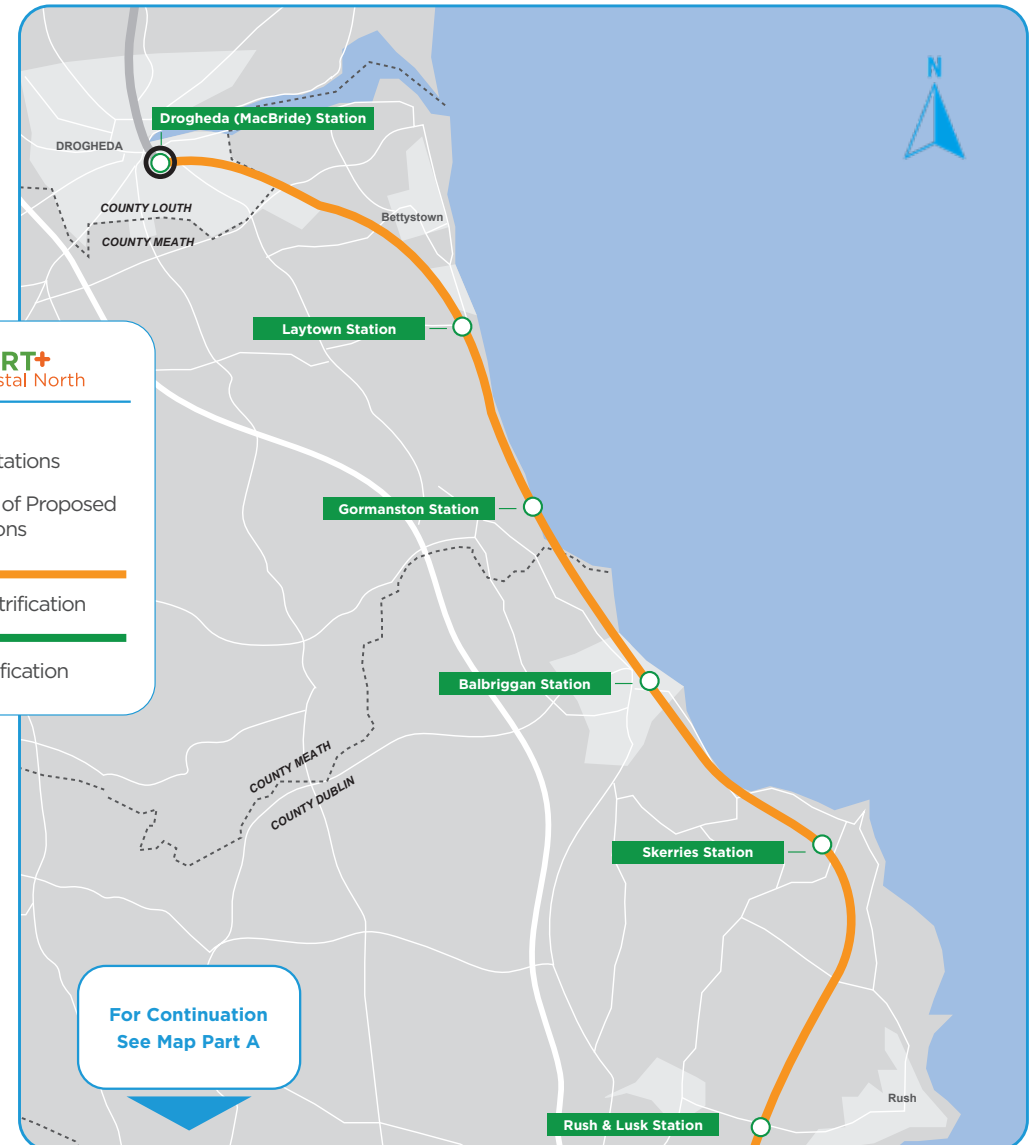 N
Drogheda (MacBride) Station
DROGHEDA
COUNTY LOUTH
COUNTY MEATH
Bettystown
Laytown Station
RT+
stal North
tations
of Proposed
ons
trification
fication
Gormanston Station
Balbriggan Station
COUNTY MEATH
COUNTY DUBLIN
Skerries Station
For Continuation
See Map Part A
Rush
Rush & Lusk Station